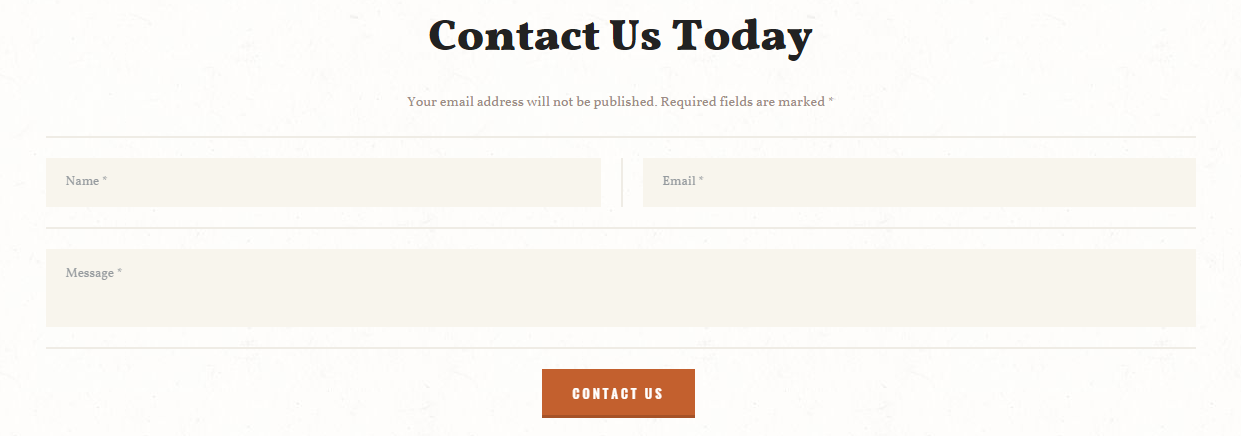 Contact Us Today
Your email address will not be published. Required fields are marked *
Name *
Email *
Message *
CONTACT US